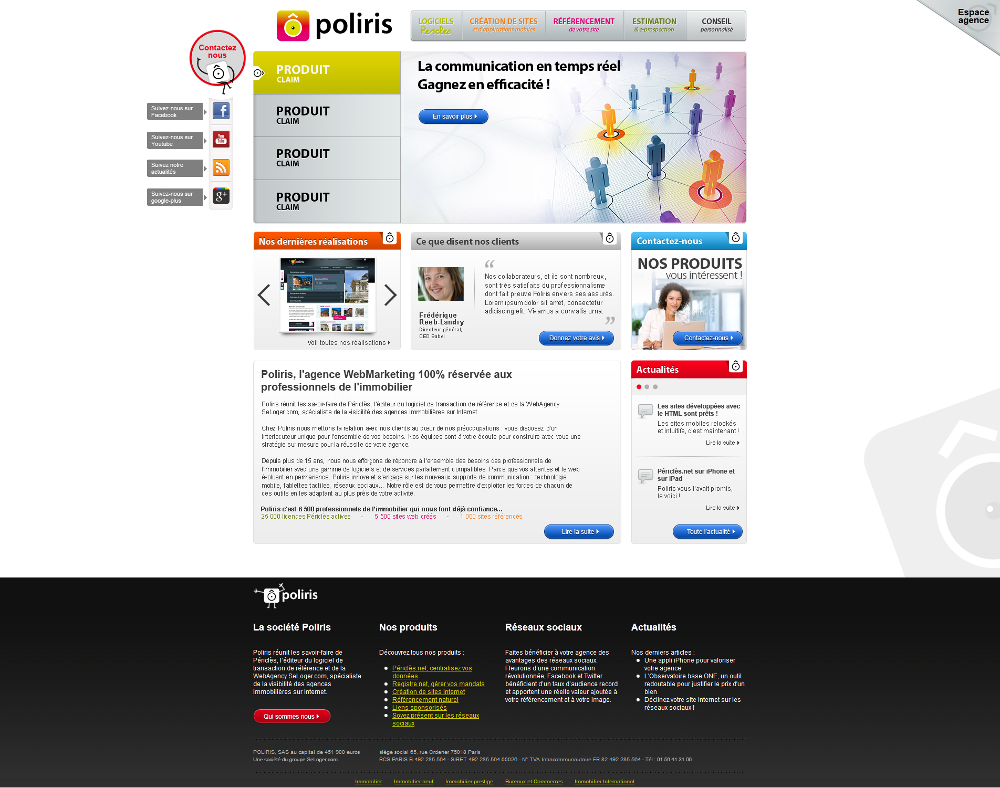 poliris
LOGICIELS
Périclès
CRÉATION DE SITES
et d'applications mobiles
RÉFÉRENCEMENT
de votre site
ESTIMATION
& e-prospection
CONSEIL
personnalisé
Espace
agence
Contactez
nous
Suivez-nous sur
Facebook
Suivez-nous sur
Youtube
You
Tube
Suivez notre
actualités
Suivez-nous sur
google-plus
g+
PRODUIT
CLAIM
PRODUIT
CLAIM
PRODUIT
CLAIM
PRODUIT
CLAIM
La communication en temps réel
Gagnez en efficacité !
En savoir plus
Nos dernières réalisations
poliris
Voir toutes nos réalisations
Ce que disent nos clients
“
Nos collaborateurs, et ils sont nombreux,
sont très satisfaits du professionnalisme
dont fait preuve Poliris envers ses assurés.
Lorem ipsum dolor sit amet, consectetur
adipiscing elit. Vivamus a convallis urna.
”
Frédérique
Reeb-Landry
Directeur général,
CEO Babel
Donnez votre avis
Contactez-nous
NOS PRODUITS
vous intéressent !
Contactez-nous
Poliris, l'agence WebMarketing 100% réservée aux
professionnels de l'immobilier
Poliris réunit les savoir-faire de Périclès, l'éditeur du logiciel de transaction de référence et de la WebAgency
SeLoger.com, spécialiste de la visibilité des agences immobilières sur Internet.
Chez Poliris nous mettons la relation avec nos clients au cœur de nos préoccupations : vous disposez d'un
interlocuteur unique pour l'ensemble de vos besoins. Nos équipes sont à votre écoute pour construire avec vous une
stratégie sur mesure pour la réussite de votre agence.
Depuis plus de 15 ans, nous nous efforçons de répondre à l'ensemble des besoins des professionnels de
l'immobilier avec une gamme de logiciels et de services parfaitement compatibles. Parce que vos attentes et le web
évoluent en permanence, Poliris innove et s'engage sur les nouveaux supports de communication : technologie
mobile, tablettes tactiles, réseaux sociaux... Notre rôle est de vous permettre d'exploiter les forces de chacun de
ces outils en les adaptant au plus près de votre activité.
Poliris c'est 6 500 professionnels de l'immobilier qui nous font déjà confiance...
25 000 licences Périclès actives - 5 500 sites web créés - 1 000 sites référencés
Lire la suite
Actualités
Les sites développées avec
le HTML sont prêts !
Les sites mobiles relookés
et intuitifs, c'est maintenant !
Lire la suite
Périclès.net sur iPhone et
sur iPad
Poliris vous l'avait promis,
le voici !
Lire la suite
Toute l'actualité
poliris
La société Poliris
Poliris réunit les savoir-faire de
Périclès, l'éditeur du logiciel de
transaction de référence et de la
WebAgency SeLoger.com, spécialiste
de la visibilité des agences
immobilières sur internet.
Qui sommes nous
Nos produits
Découvrez tous nos produits :
Périclès.net, centralisez vos
données
Registre.net, gérer vos mandats
Création de sites Internet
Référencement naturel
Liens sponsorisés
Soyez présent sur les réseaux
sociaux
Réseaux sociaux
Faites bénéficier à votre agence des
avantages des réseaux sociaux.
Fleurons d'une communication
révolutionnée, Facebook et Twitter
bénéficient d'un taux d'audience record
et apportent une réelle valeur ajoutée à
votre référencement et à votre image.
Actualités
Nos derniers articles :
Une appli iPhone pour valoriser
votre agence
L'Observatoire base ONE, un outil
redoutable pour justifier le prix d'un
bien
Déclinez votre site Internet sur les
réseaux sociaux !
POLIRIS, SAS au capital de 451 900 euros
Une société du groupe SeLoger.com
siège social 65, rue Ordener 75018 Paris
RCS PARIS B 492 285 564 - SIRET 492 285 564 00026 - N° TVA Intracommunautaire FR 82 492 285 564 - Tél : 01 56 41 31 00
Immobilier Immobilier neuf Immobilier prestige Bureaux et Commerces Immobilier International